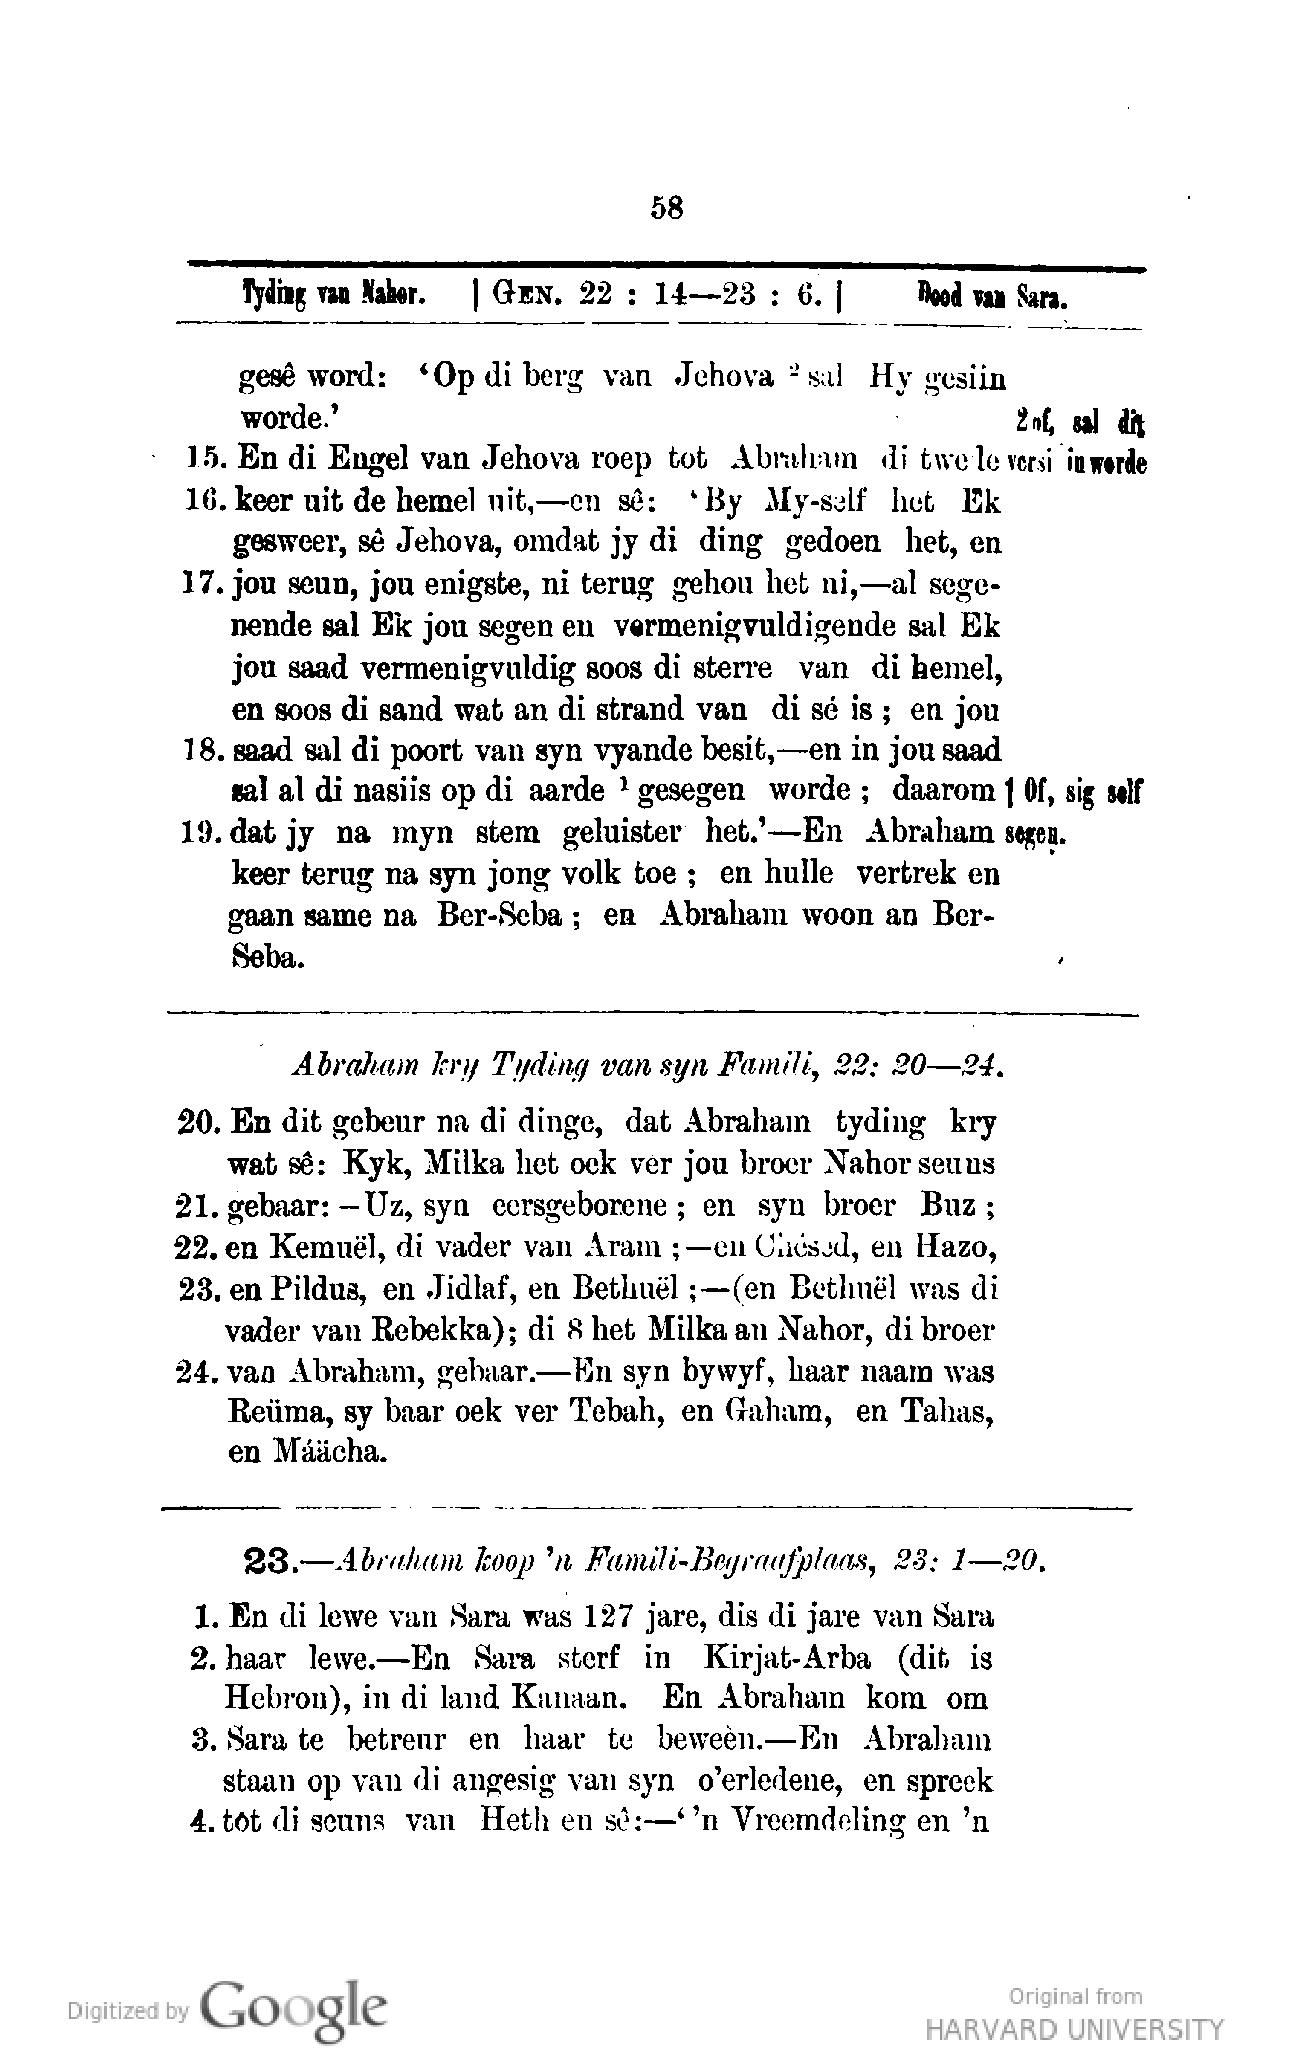 58
Tyding van Nahor. | GEN. 22 : 14—23 : 6. | Dood van Sara.
gesê word: ‘Op di berg van Jehova ² sal Hy gesiin
worde.’ 2 of, sal dit
15. En di Engel van Jehova roep tot Abraham di twele versi in worde
16. keer uit de hemel uit,—en sê: ‘By My-self het Ek
gesweer, sê Jehova, omdat jy di ding gedoen het, en
17. jou seun, jou enigste, ni terug gehou het ni,—al sege-
nende sal Ek jou segen en vermenigvuldigende sal Ek
jou saad vermenigvuldig soos di sterre van di hemel,
en soos di sand wat an di strand van di sé is ; en jou
18. saad sal di poort van syn vyande besit,—en in jou saad
sal al di nasiis op di aarde ¹ gesegen worde ; daarom 1 Of, sig self
19. dat jy na myn stem geluister het.’—En Abraham segen.
keer terug na syn jong volk toe ; en hulle vertrek en
gaan same na Ber-Seba ; en Abraham woon an Ber-
Seba.
Abraham kry Tyding van syn Famili, 22: 20—24.
20. En dit gebeur na di dinge, dat Abraham tyding kry
wat sê: Kyk, Milka het oek ver jou broer Nahor seuns
21. gebaar: –Uz, syn eersgeborene ; en syn broer Buz ;
22. en Kemuël, di vader van Aram ;—en Chésed, en Hazo,
23. en Pildus, en Jidlaf, en Bethuël ;—(en Bethuël was di
vader van Rebekka); di 8 het Milka an Nahor, di broer
24. van Abraham, gebaar.—En syn bywyf, haar naam was
Reüma, sy baar oek ver Tebah, en Gaham, en Tahas,
en Máächa.
23.—Abraham koop ’n Famili-Begraafplaas, 23: 1—20.
1. En di lewe van Sara was 127 jare, dis di jare van Sara
2. haar lewe.—En Sara sterf in Kirjat-Arba (dit is
Hebron), in di land Kanaan. En Abraham kom om
3. Sara te betreur en haar te beweèn.—En Abraham
staan op van di angesig van syn o’erledene, en spreek
4. tot di seuns van Heth en sê:—‘ ’n Vreemdeling en ’n
Digitized by Google
Original from
HARVARD UNIVERSITY